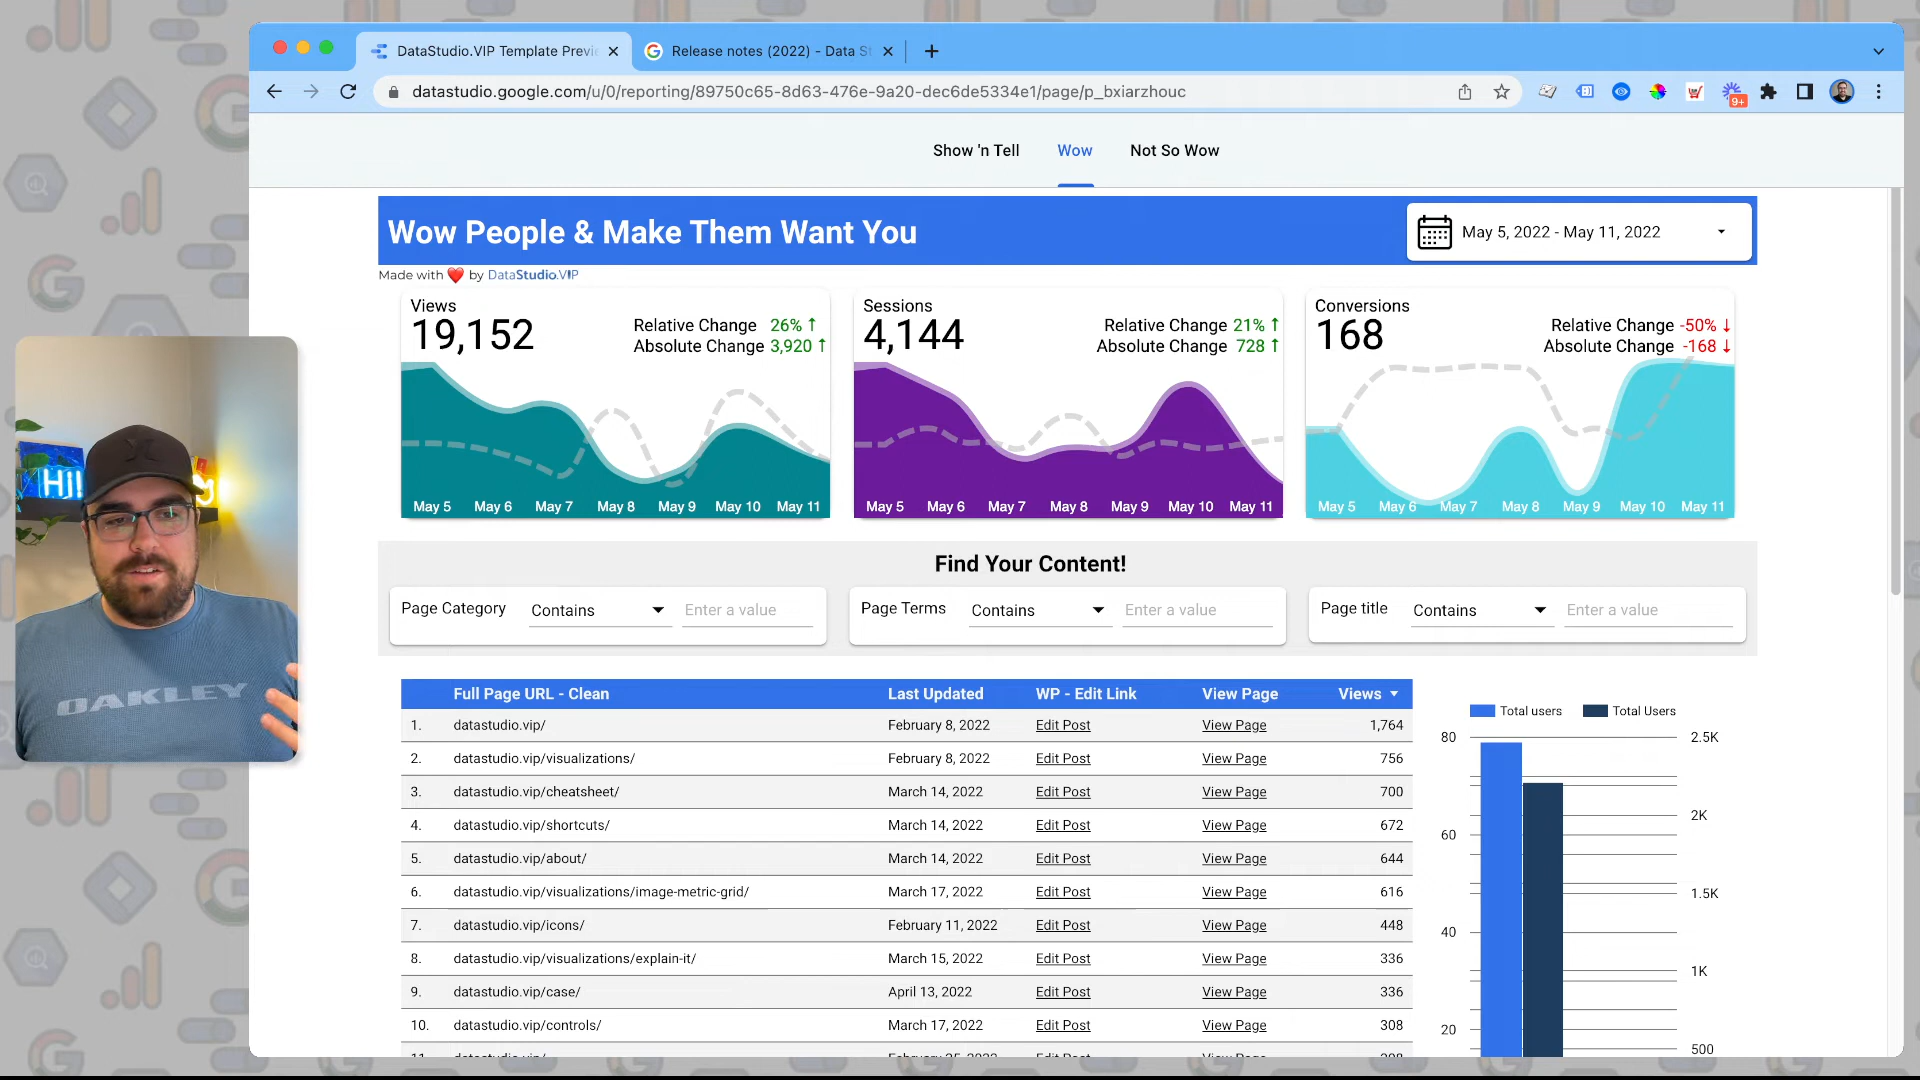 DataStudio.VIP Template Previ
Release notes (2022) - Data St
datastudio.google.com/u/0/reporting/89750c65-8d63-476e-9a20-dec6de5334e1/page/p_bxiarzhouc
9+
Show 'n Tell
Wow
Not So Wow
Wow People & Make Them Want You
May 5, 2022 - May 11, 2022
Made with ❤️ by DataStudio.VIP
Views
19,152
Relative Change 26% ↑
Absolute Change 3,920 ↑
May 5 May 6 May 7 May 8 May 9 May 10 May 11
Sessions
4,144
Relative Change 21% ↑
Absolute Change 728 ↑
May 5 May 6 May 7 May 8 May 9 May 10 May 11
Conversions
168
Relative Change -50% ↓
Absolute Change -168 ↓
May 5 May 6 May 7 May 8 May 9 May 10 May 11
HJ!
OAKLEY
Find Your Content!
Page Category Contains Enter a value
Page Terms Contains Enter a value
Page title Contains Enter a value
Full Page URL - Clean Last Updated WP - Edit Link View Page Views
1. datastudio.vip/ February 8, 2022 Edit Post View Page 1,764
2. datastudio.vip/visualizations/ February 8, 2022 Edit Post View Page 756
3. datastudio.vip/cheatsheet/ March 14, 2022 Edit Post View Page 700
4. datastudio.vip/shortcuts/ March 14, 2022 Edit Post View Page 672
5. datastudio.vip/about/ March 14, 2022 Edit Post View Page 644
6. datastudio.vip/visualizations/image-metric-grid/ March 17, 2022 Edit Post View Page 616
7. datastudio.vip/icons/ February 11, 2022 Edit Post View Page 448
8. datastudio.vip/visualizations/explain-it/ March 15, 2022 Edit Post View Page 336
9. datastudio.vip/case/ April 13, 2022 Edit Post View Page 336
10. datastudio.vip/controls/ March 17, 2022 Edit Post View Page 308
Total users Total Users
80 2.5K
2K
60
1.5K
40
1K
20
500